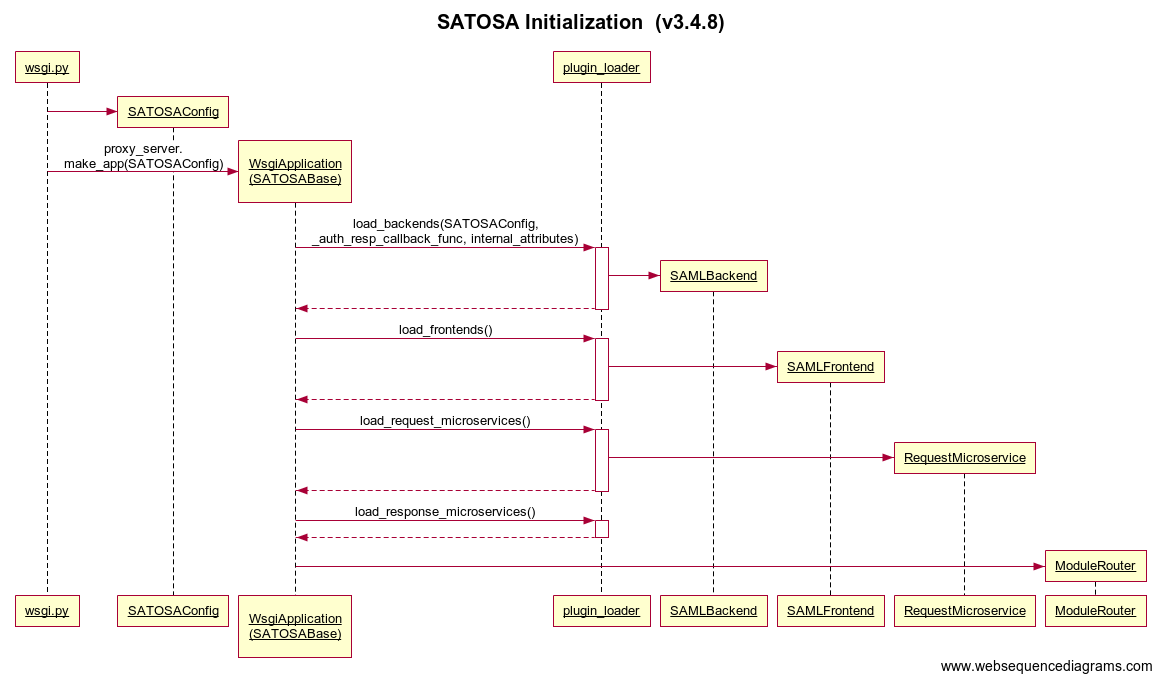 SATOSA Initialization  (v3.4.8)
wsgi.py
plugin_loader
SATOSAConfig
proxy_server.
make_app(SATOSAConfig)
WsgiApplication
(SATOSABase)
load_backends(SATOSAConfig,
_auth_resp_callback_func, internal_attributes)
SAMLBackend
load_frontends()
SAMLFrontend
load_request_microservices()
RequestMicroservice
load_response_microservices()
ModuleRouter
wsgi.py
SATOSAConfig
WsgiApplication
(SATOSABase)
plugin_loader
SAMLBackend
SAMLFrontend
RequestMicroservice
ModuleRouter
www.websequencediagrams.com